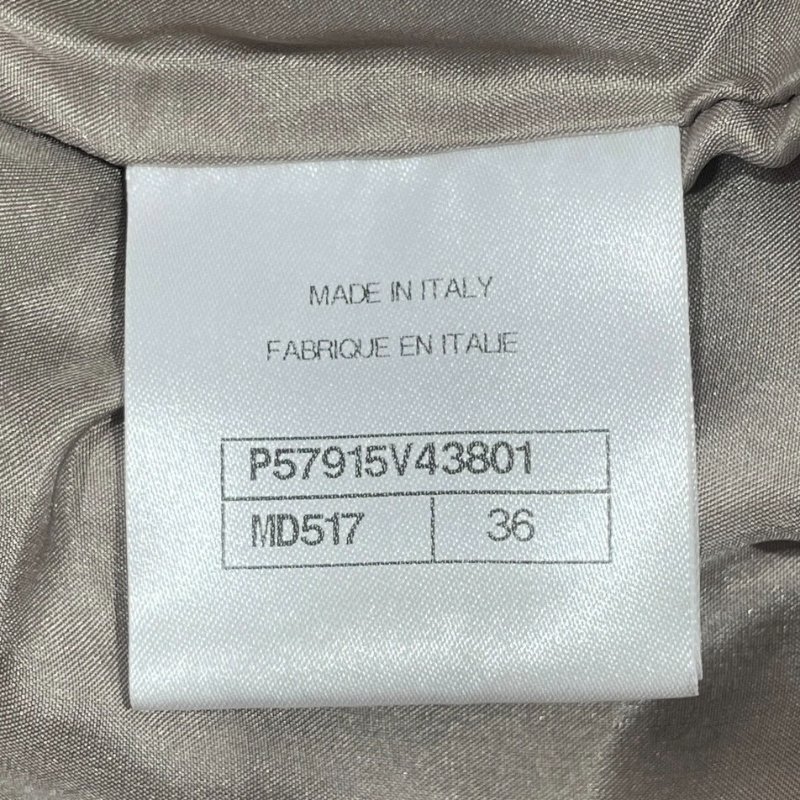 MADE IN ITALY
FABRIQUE EN ITALIE
P57915V43801
MD517 36